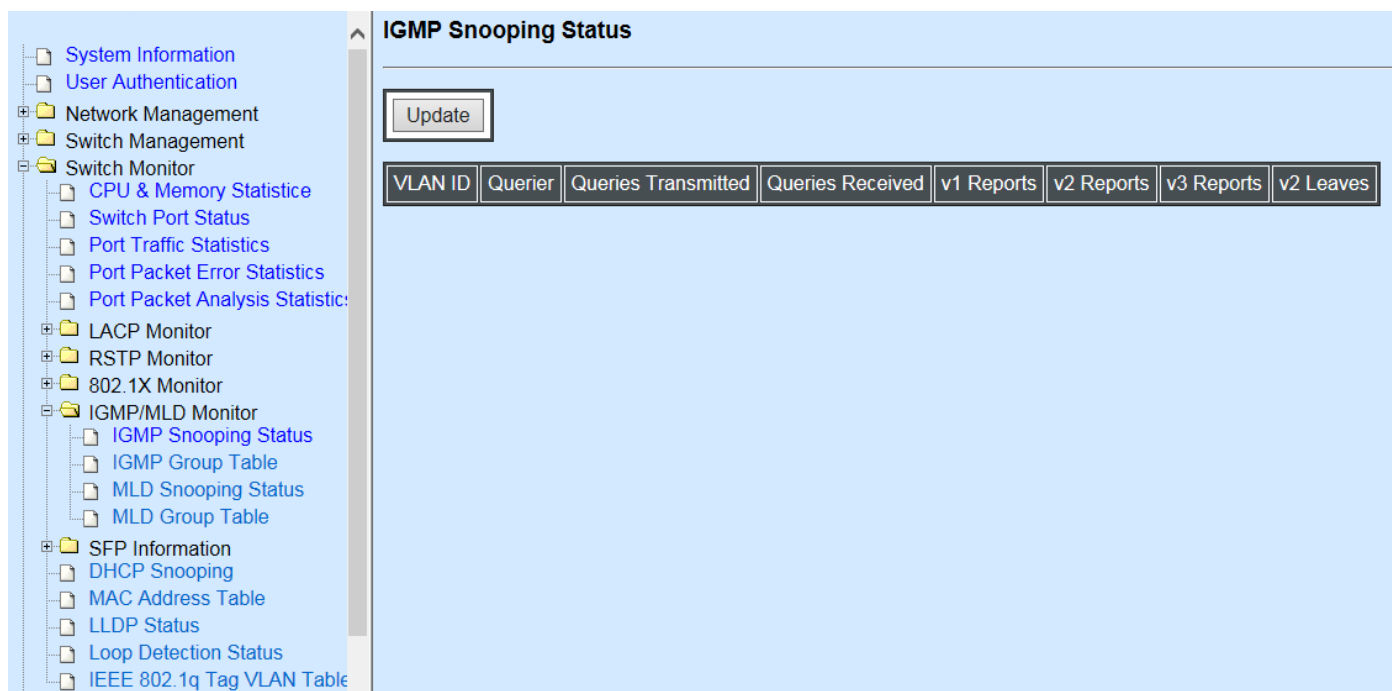 System Information
User Authentication
Network Management
Switch Management
Switch Monitor
CPU & Memory Statistice
Switch Port Status
Port Traffic Statistics
Port Packet Error Statistics
Port Packet Analysis Statistics
LACP Monitor
RSTP Monitor
802.1X Monitor
IGMP/MLD Monitor
IGMP Snooping Status
IGMP Group Table
MLD Snooping Status
MLD Group Table
SFP Information
DHCP Snooping
MAC Address Table
LLDP Status
Loop Detection Status
IEEE 802.1q Tag VLAN Table
IGMP Snooping Status
Update
VLAN ID Querier Queries Transmitted Queries Received v1 Reports v2 Reports v3 Reports v2 Leaves